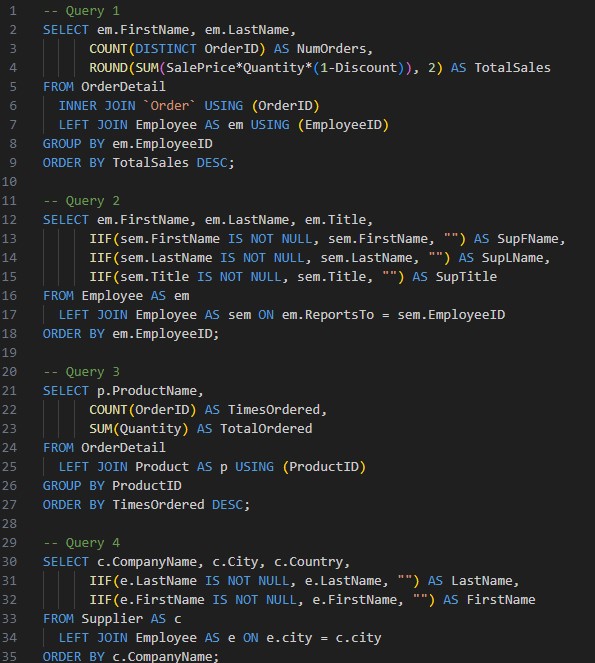 1 -- Query 1
2 SELECT em.FirstName, em.LastName,
3 COUNT(DISTINCT OrderID) AS NumOrders,
4 ROUND(SUM(SalePrice*Quantity*(1-Discount)), 2) AS TotalSales
5 FROM OrderDetail
6 INNER JOIN `Order` USING (OrderID)
7 LEFT JOIN Employee AS em USING (EmployeeID)
8 GROUP BY em.EmployeeID
9 ORDER BY TotalSales DESC;
10
11 -- Query 2
12 SELECT em.FirstName, em.LastName, em.Title,
13 IIF(sem.FirstName IS NOT NULL, sem.FirstName, "") AS SupFName,
14 IIF(sem.LastName IS NOT NULL, sem.LastName, "") AS SupLName,
15 IIF(sem.Title IS NOT NULL, sem.Title, "") AS SupTitle
16 FROM Employee AS em
17 LEFT JOIN Employee AS sem ON em.ReportsTo = sem.EmployeeID
18 ORDER BY em.EmployeeID;
19
20 -- Query 3
21 SELECT p.ProductName,
22 COUNT(OrderID) AS TimesOrdered,
23 SUM(Quantity) AS TotalOrdered
24 FROM OrderDetail
25 LEFT JOIN Product AS p USING (ProductID)
26 GROUP BY ProductID
27 ORDER BY TimesOrdered DESC;
28
29 -- Query 4
30 SELECT c.CompanyName, c.City, c.Country,
31 IIF(e.LastName IS NOT NULL, e.LastName, "") AS LastName,
32 IIF(e.FirstName IS NOT NULL, e.FirstName, "") AS FirstName
33 FROM Supplier AS c
34 LEFT JOIN Employee AS e ON e.city = c.city
35 ORDER BY c.CompanyName;